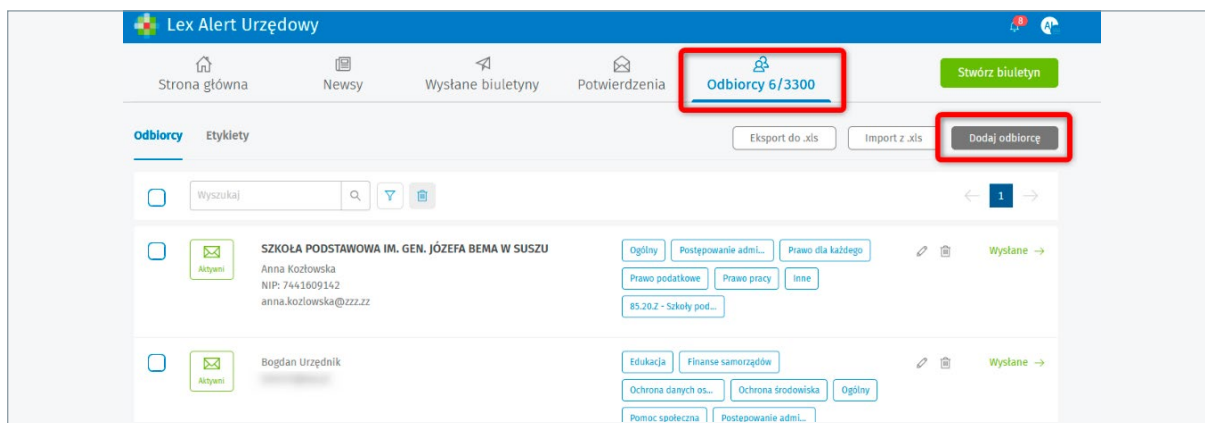 Lex Alert Urzędowy
8
Strona główna
Newsy
Wysłane biuletyny
Potwierdzenia
Odbiorcy 6/3300
Stwórz biuletyn
Odbiorcy
Etykiety
Eksport do .xls
Import z .xls
Dodaj odbiorcę
Wyszukaj
1
Aktywni
SZKOŁA PODSTAWOWA IM. GEN. JÓZEFA BEMA W SUSZU
Anna Kozłowska
NIP: 7441609142
anna.kozlowska@zzz.zz
Ogólny
Postępowanie admi...
Prawo dla każdego
Prawo podatkowe
Prawo pracy
Inne
85.20.Z - Szkoły pod...
Wysłane →
Aktywni
Bogdan Urzędnik
Edukacja
Finanse samorządów
Ochrona danych os...
Ochrona środowiska
Ogólny
Pomoc społeczna
Postępowanie admi...
Wysłane →